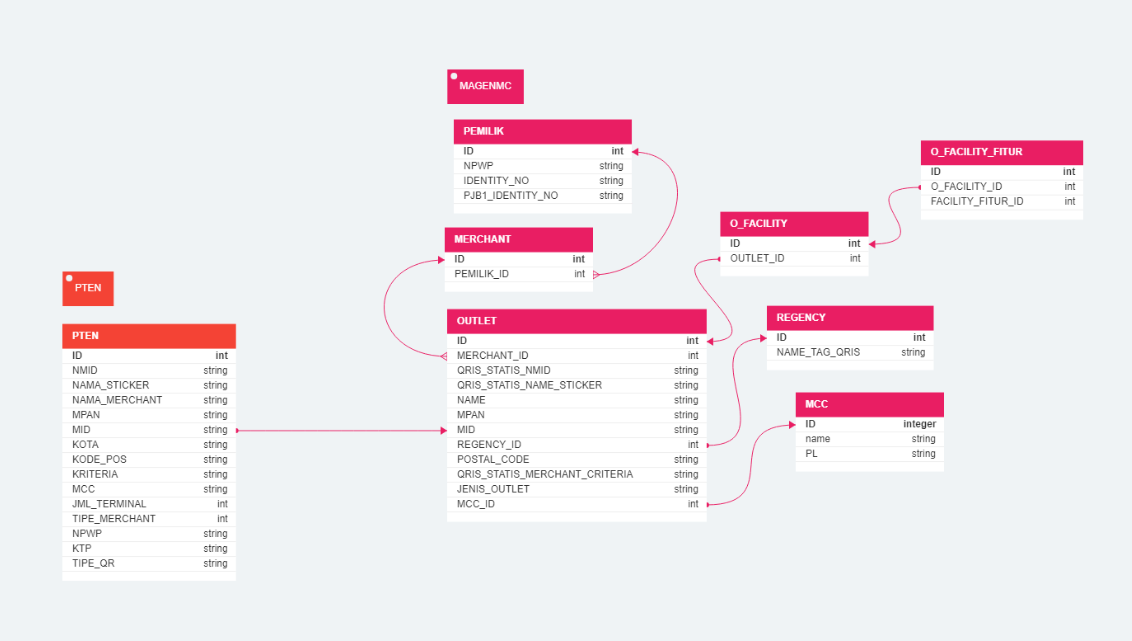 MAGENMC
PEMILIK
ID int
NPWP string
IDENTITY_NO string
PJB1_IDENTITY_NO string
O_FACILITY_FITUR
ID int
O_FACILITY_ID int
FACILITY_FITUR_ID int
O_FACILITY
ID int
OUTLET_ID int
MERCHANT
ID int
PEMILIK_ID int
PTEN
PTEN
ID int
NMID string
NAMA_STICKER string
NAMA_MERCHANT string
MPAN string
MID string
KOTA string
KODE_POS string
KRITERIA string
MCC string
JML_TERMINAL int
TIPE_MERCHANT int
NPWP string
KTP string
TIPE_QR string
OUTLET
ID int
MERCHANT_ID int
QRIS_STATIS_NMID string
QRIS_STATIS_NAME_STICKER string
NAME string
MPAN string
MID string
REGENCY_ID int
POSTAL_CODE string
QRIS_STATIS_MERCHANT_CRITERIA string
JENIS_OUTLET string
MCC_ID int
REGENCY
ID int
NAME_TAG_QRIS string
MCC
ID integer
name string
PL string